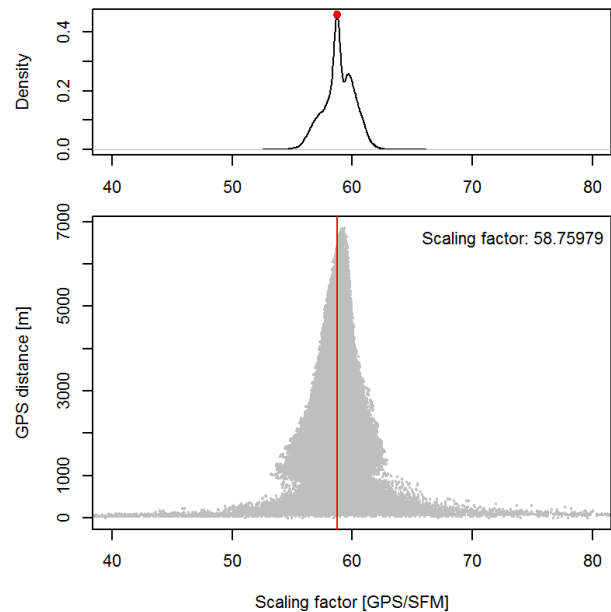 Density
0.0
0.2
0.4
40 50 60 70 80
Scaling factor: 58.75979
GPS distance [m]
0
1000
3000
5000
7000
40 50 60 70 80
Scaling factor [GPS/SFM]